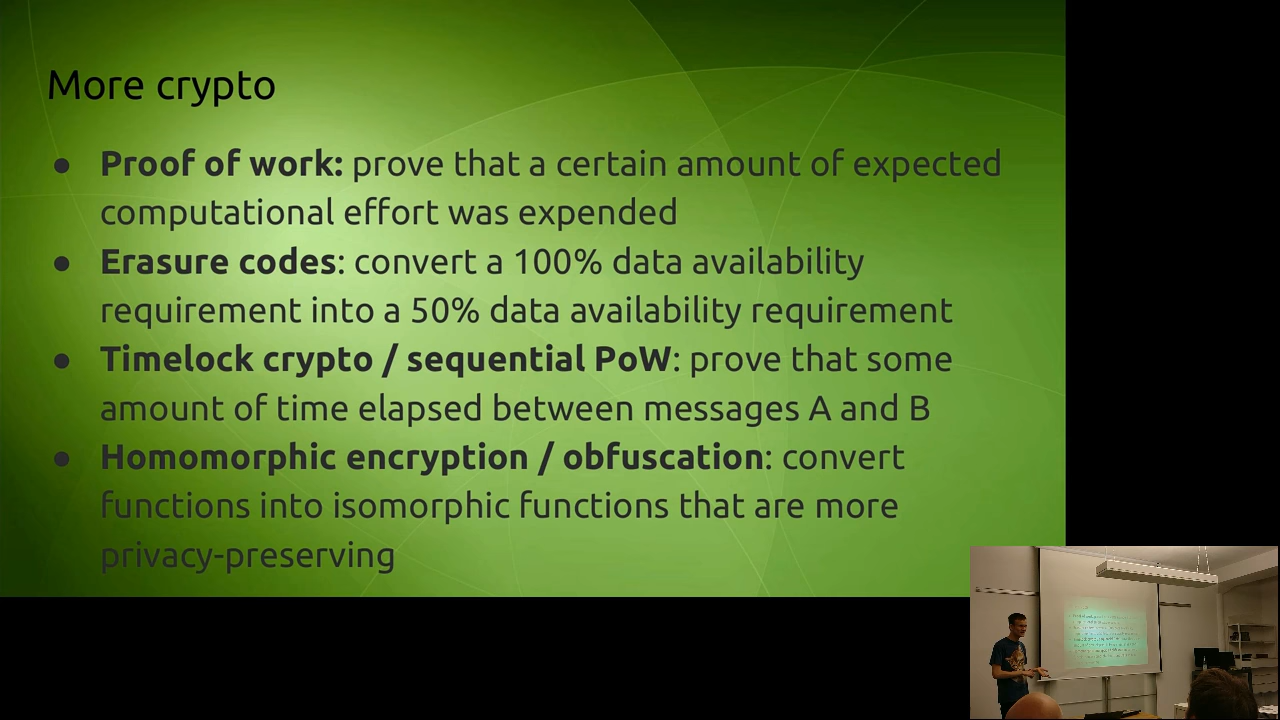 More crypto
● Proof of work: prove that a certain amount of expected
computational effort was expended
● Erasure codes: convert a 100% data availability
requirement into a 50% data availability requirement
● Timelock crypto / sequential PoW: prove that some
amount of time elapsed between messages A and B
● Homomorphic encryption / obfuscation: convert
functions into isomorphic functions that are more
privacy-preserving